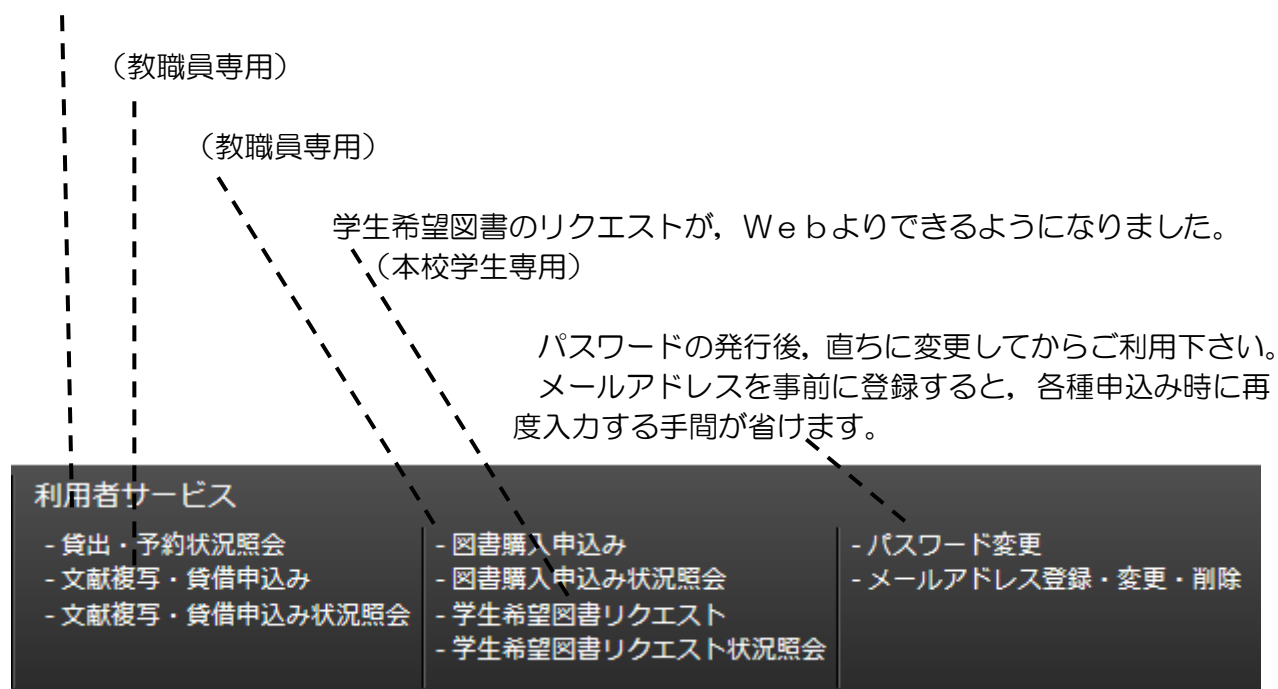 （教職員専用）
（教職員専用）
学生希望図書のリクエストが，Ｗｅｂよりできるようになりました。
（本校学生専用）
パスワードの発行後，直ちに変更してからご利用下さい。
メールアドレスを事前に登録すると，各種申込み時に再
度入力する手間が省けます。
利用者サービス
- 貸出・予約状況照会
- 文献複写・貸借申込み
- 文献複写・貸借申込み状況照会
- 図書購入申込み
- 図書購入申込み状況照会
- 学生希望図書リクエスト
- 学生希望図書リクエスト状況照会
- パスワード変更
- メールアドレス登録・変更・削除